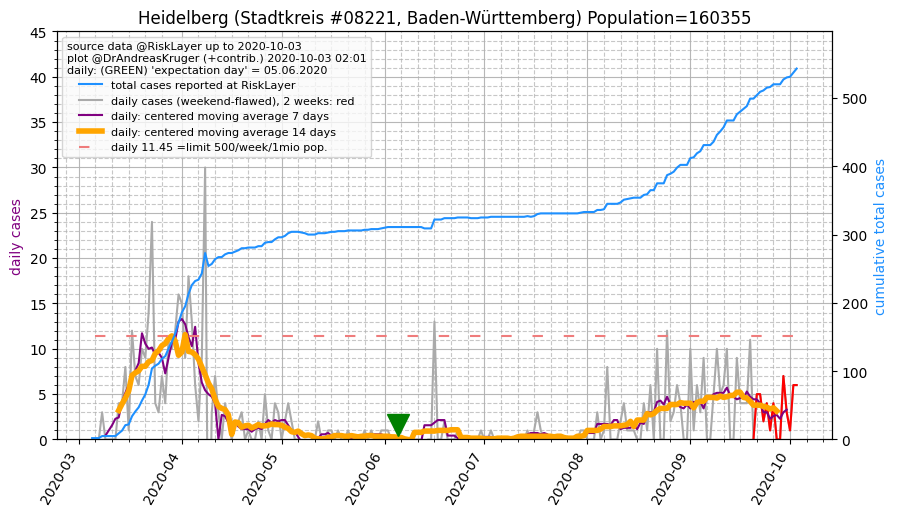 Heidelberg (Stadtkreis #08221, Baden-Württemberg) Population=160355
source data @RiskLayer up to 2020-10-03
plot @DrAndreasKruger (+contrib.) 2020-10-03 02:01
daily: (GREEN) 'expectation day' = 05.06.2020
total cases reported at RiskLayer
daily cases (weekend-flawed), 2 weeks: red
daily: centered moving average 7 days
daily: centered moving average 14 days
daily 11.45 =limit 500/week/1mio pop.
daily cases
45
40
35
30
25
20
15
10
5
0
cumulative total cases
500
400
300
200
100
0
2020-03
2020-04
2020-05
2020-06
2020-07
2020-08
2020-09
2020-10